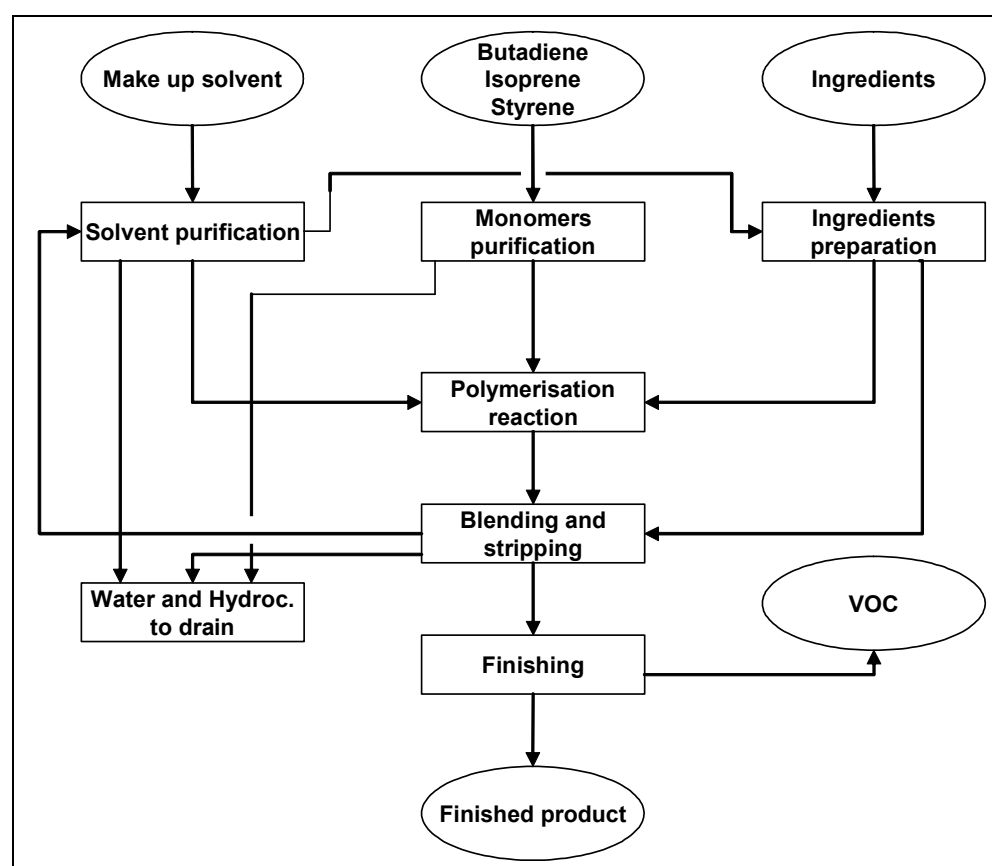 Make up solvent
Butadiene
Isoprene
Styrene
Ingredients
Solvent purification
Monomers
purification
Ingredients
preparation
Polymerisation
reaction
Blending and
stripping
Water and Hydroc.
to drain
VOC
Finishing
Finished product